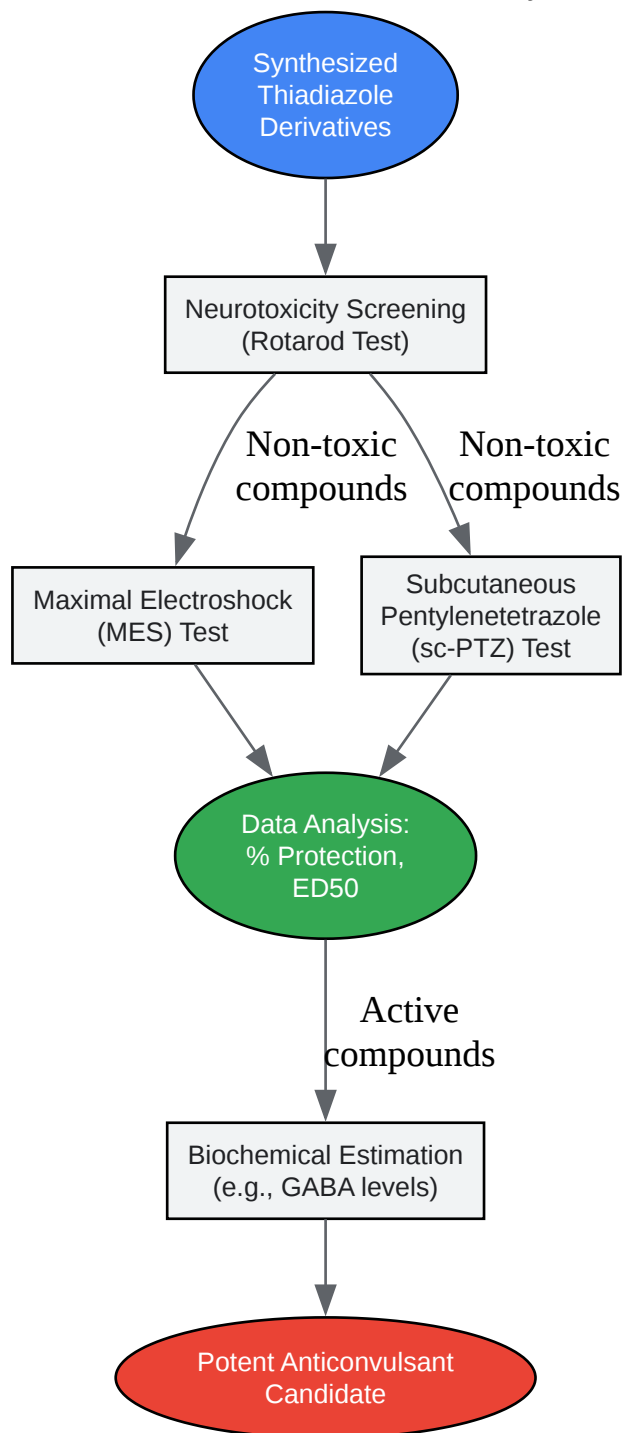 Synthesized
Thiadiazole
Derivatives
Neurotoxicity Screening
(Rotarod Test)
Non-toxic
compounds
Non-toxic
compounds
Maximal Electroshock
(MES) Test
Subcutaneous
Pentylenetetrazole
(sc-PTZ) Test
Data Analysis:
% Protection,
ED50
Active
compounds
Biochemical Estimation
(e.g., GABA levels)
Potent Anticonvulsant
Candidate